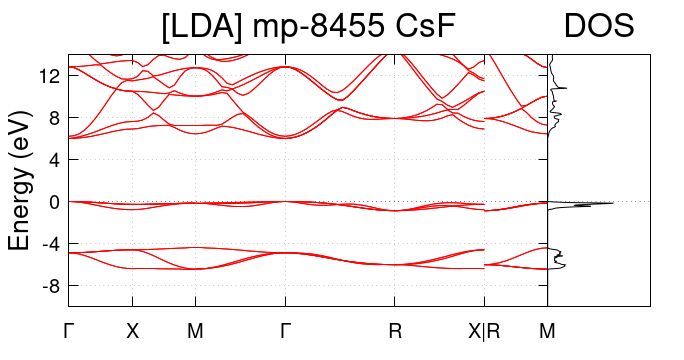 [LDA] mp-8455 CsF
DOS
Energy (eV)
12
8
4
0
-4
-8
Γ X M Γ R X|R M